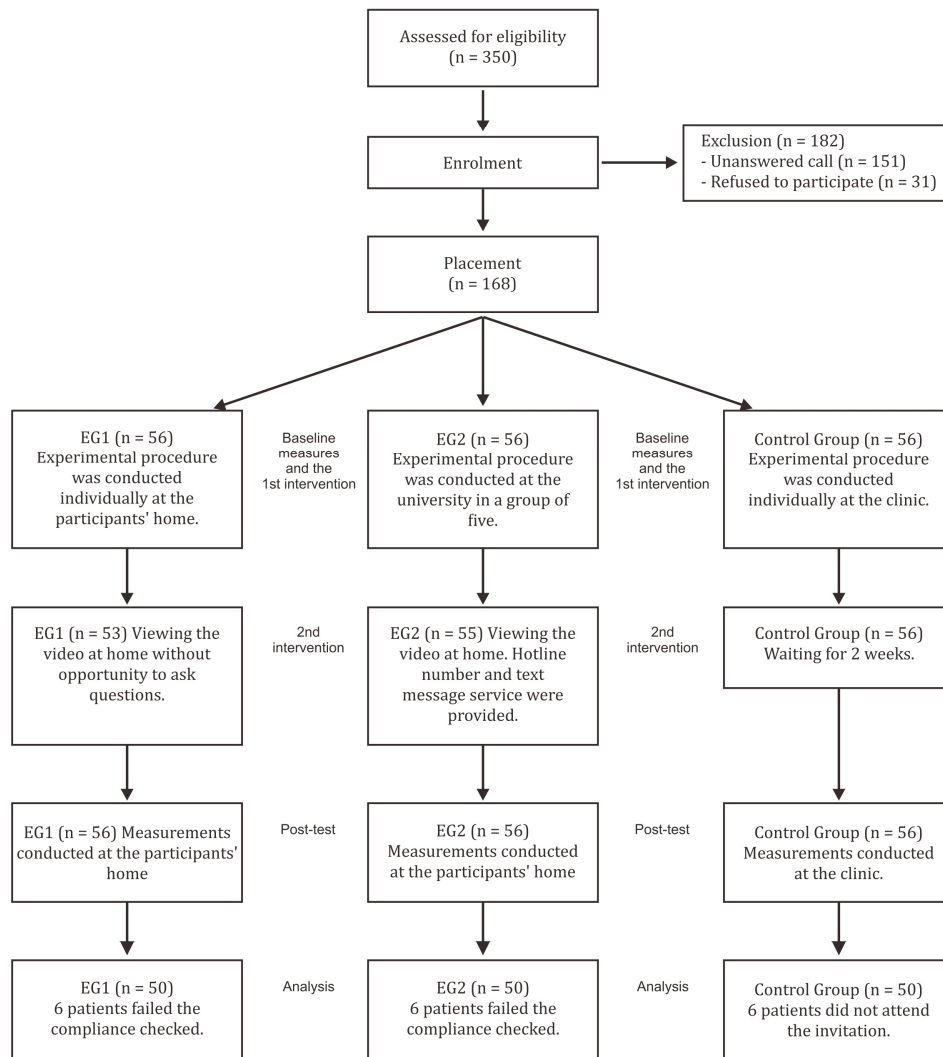 Assessed for eligibility
(n = 350)
Enrolment
Exclusion (n = 182)
- Unanswered call (n = 151)
- Refused to participate (n = 31)
Placement
(n = 168)
EG1 (n = 56)
Experimental procedure
was conducted
individually at the
participants' home.
Baseline
measures
and the
1st intervention
EG2 (n = 56)
Experimental procedure
was conducted at the
university in a group of
five.
Baseline
measures
and the
1st intervention
Control Group (n = 56)
Experimental procedure
was conducted
individually at the clinic.
EG1 (n = 53) Viewing the
video at home without
opportunity to ask
questions.
2nd
intervention
EG2 (n = 55) Viewing the
video at home. Hotline
number and text
message service were
provided.
2nd
intervention
Control Group (n = 56)
Waiting for 2 weeks.
EG1 (n = 56) Measurements
conducted at the participants'
home
Post-test
EG2 (n = 56)
Measurements conducted
at the participants' home
Post-test
Control Group (n = 56)
Measurements conducted
at the clinic.
EG1 (n = 50)
6 patients failed the
compliance checked.
Analysis
EG2 (n = 50)
6 patients failed the
compliance checked.
Analysis
Control Group (n = 50)
6 patients did not attend
the invitation.